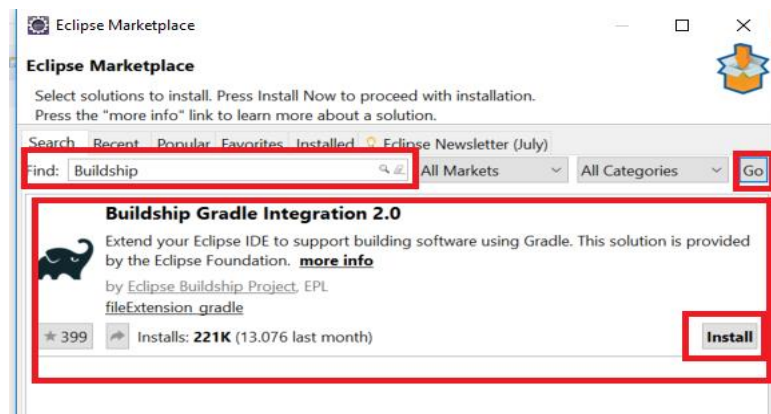 Eclipse Marketplace
Eclipse Marketplace
Select solutions to install. Press Install Now to proceed with installation.
Press the "more info" link to learn more about a solution.
Search Recent Popular Favorites Installed Eclipse Newsletter (July)
Find: Buildship All Markets All Categories Go
Buildship Gradle Integration 2.0
Extend your Eclipse IDE to support building software using Gradle. This solution is provided
by the Eclipse Foundation. more info
by Eclipse Buildship Project, EPL
fileExtension_gradle
399 Installs: 221K (13.076 last month) Install